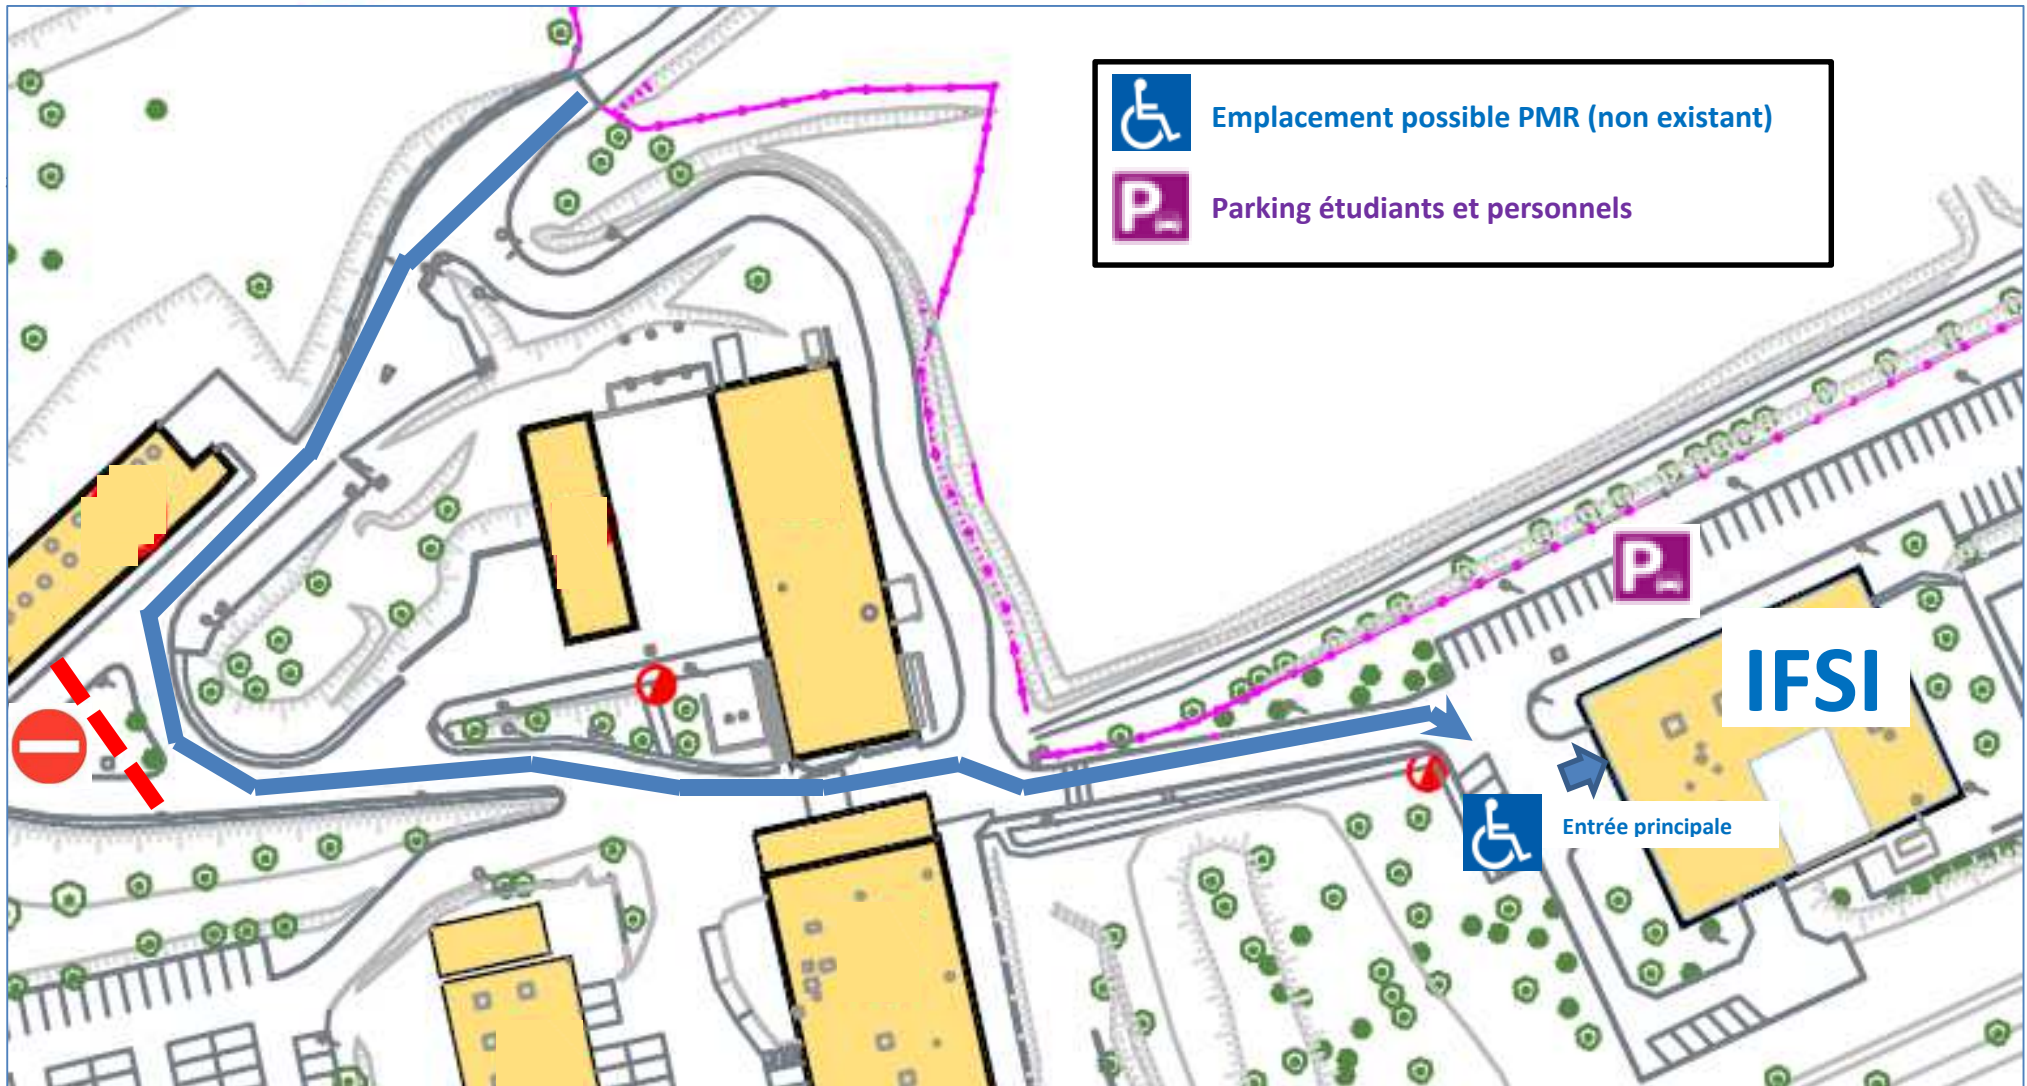 Emplacement possible PMR (non existant)
P
Parking étudiants et personnels
P
IFSI
Entrée principale